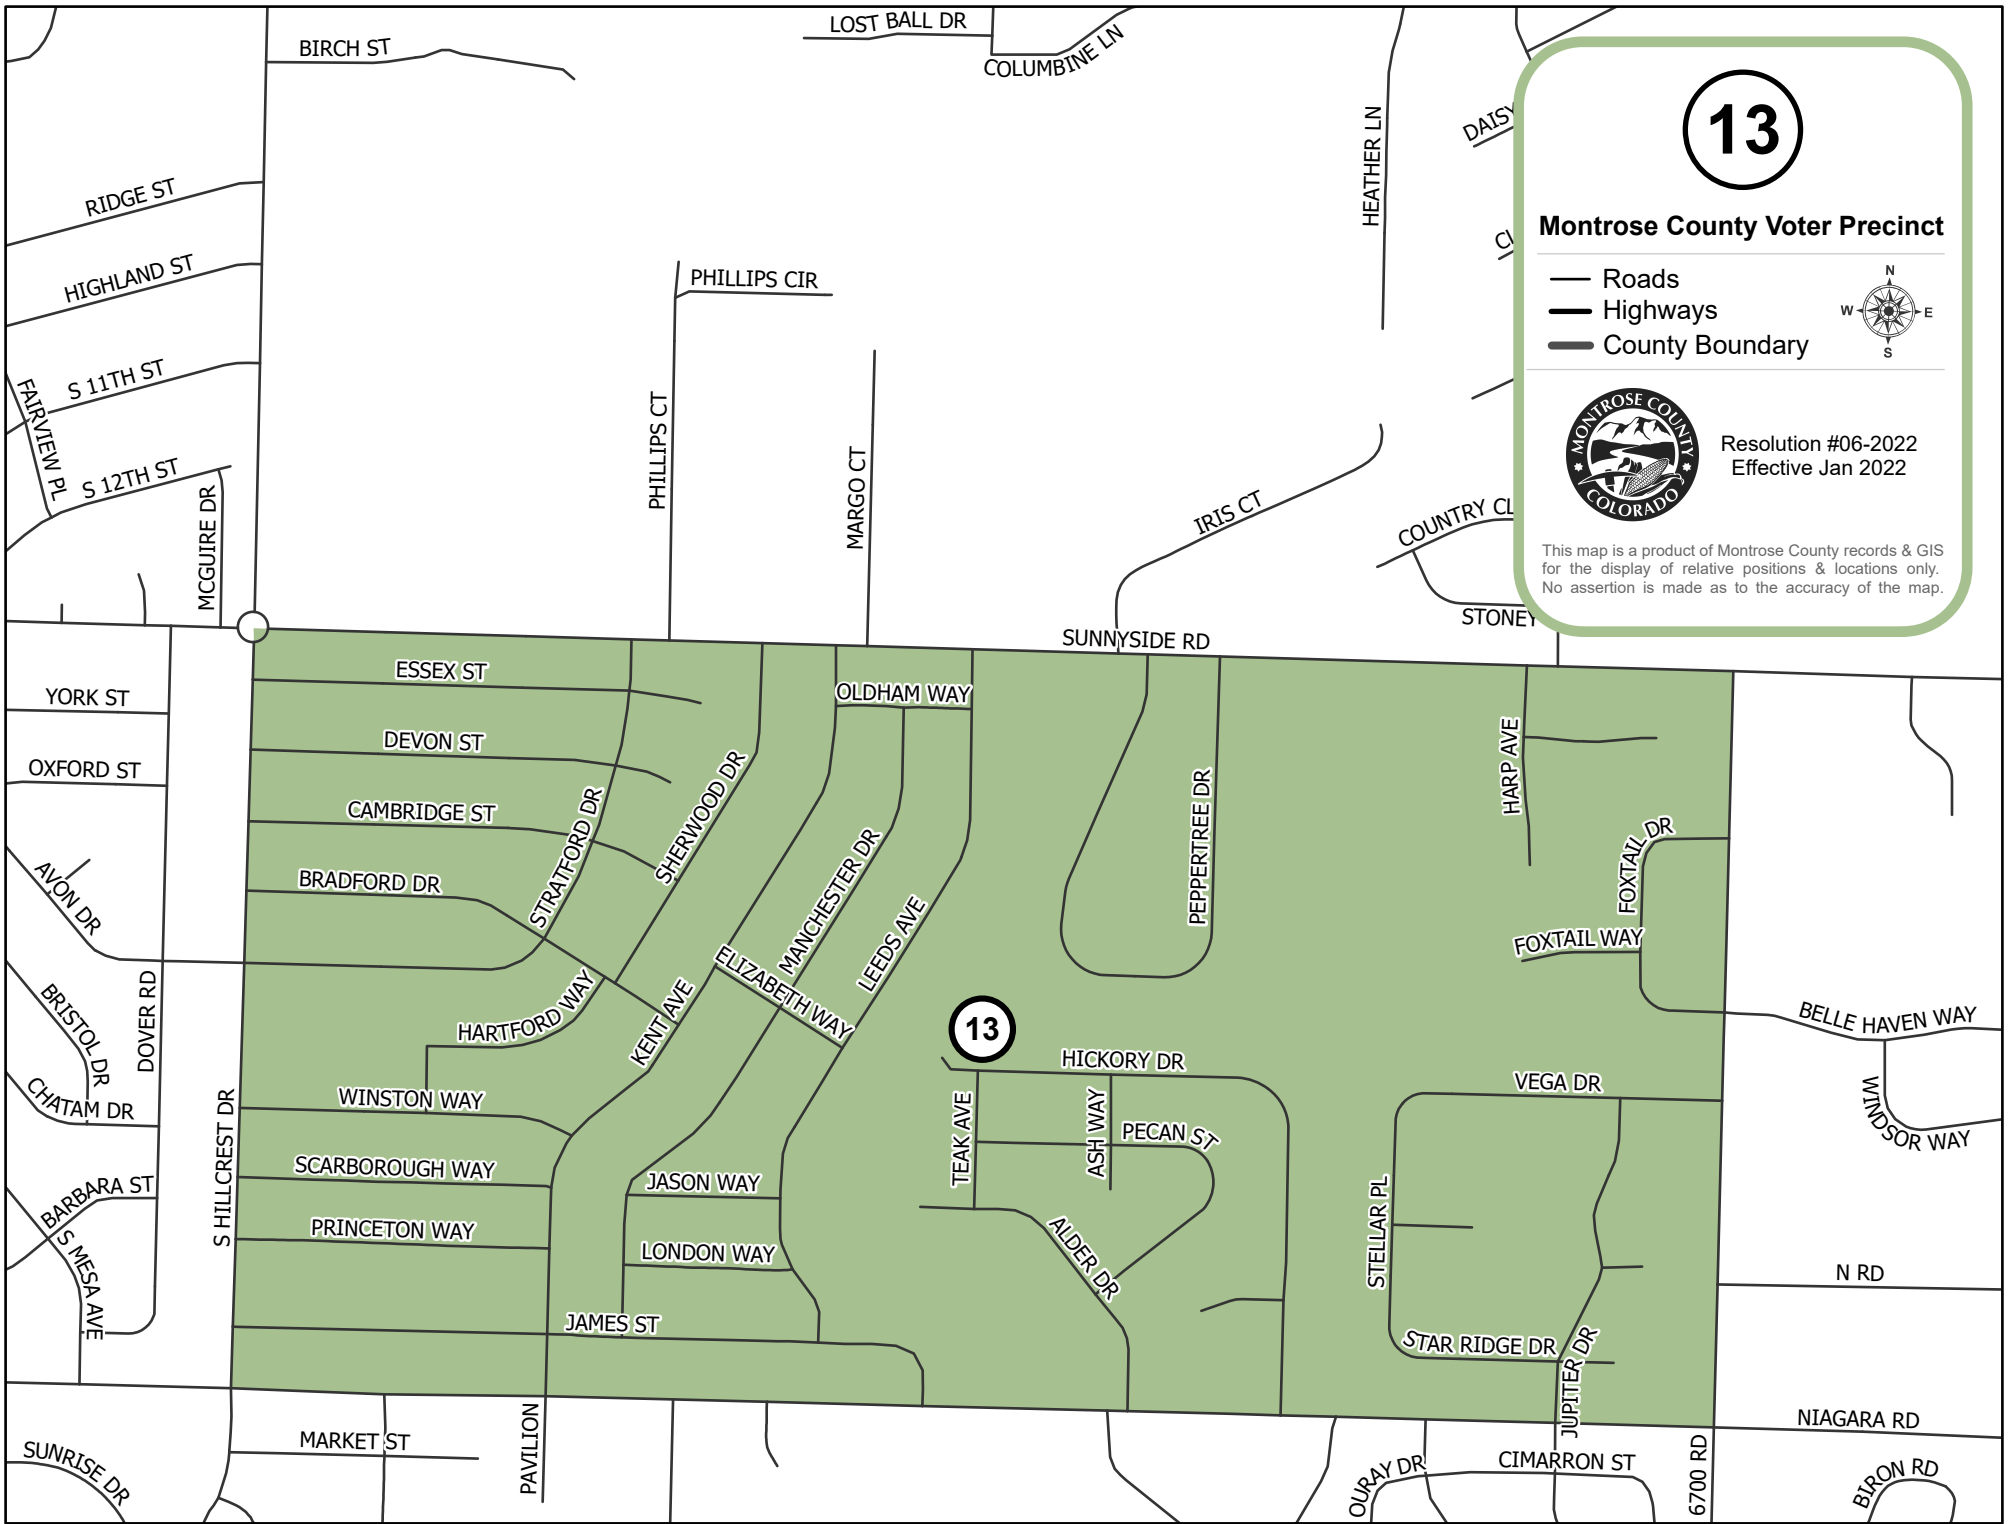 BIRCH ST
LOST BALL DR
COLUMBINE LN
HEATHER LN
DAISY
RIDGE ST
HIGHLAND ST
S 11TH ST
FAIRVIEW PL
S 12TH ST
MCGUIRE DR
PHILLIPS CIR
PHILLIPS CT
MARGO CT
IRIS CT
COUNTRY CL
STONEY
13
Montrose County Voter Precinct
Roads
Highways
County Boundary
N
W
E
S
MONTROSE COUNTY
COLORADO
Resolution #06-2022
Effective Jan 2022
This map is a product of Montrose County records & GIS
for the display of relative positions & locations only.
No assertion is made as to the accuracy of the map.
SUNNYSIDE RD
YORK ST
OXFORD ST
AVON DR
BRISTOL DR
DOVER RD
CHATAM DR
BARBARA ST
S MESA AVE
S HILLCREST DR
ESSEX ST
DEVON ST
CAMBRIDGE ST
BRADFORD DR
STRATFORD DR
SHERWOOD DR
OLDHAM WAY
MANCHESTER DR
LEEDS AVE
ELIZABETH WAY
KENT AVE
HARTFORD WAY
WINSTON WAY
SCARBOROUGH WAY
PRINCETON WAY
JASON WAY
LONDON WAY
JAMES ST
PEPPERTREE DR
HARP AVE
FOXTAIL DR
FOXTAIL WAY
BELLE HAVEN WAY
WINDSOR WAY
13
HICKORY DR
TEAK AVE
ASH WAY
PECAN ST
ALDER DR
VEGA DR
STELLAR PL
STAR RIDGE DR
JUPITER DR
N RD
NIAGARA RD
6700 RD
PAVILION
MARKET ST
SUNRISE DR
OURAY DR
CIMARRON ST
BIRON RD